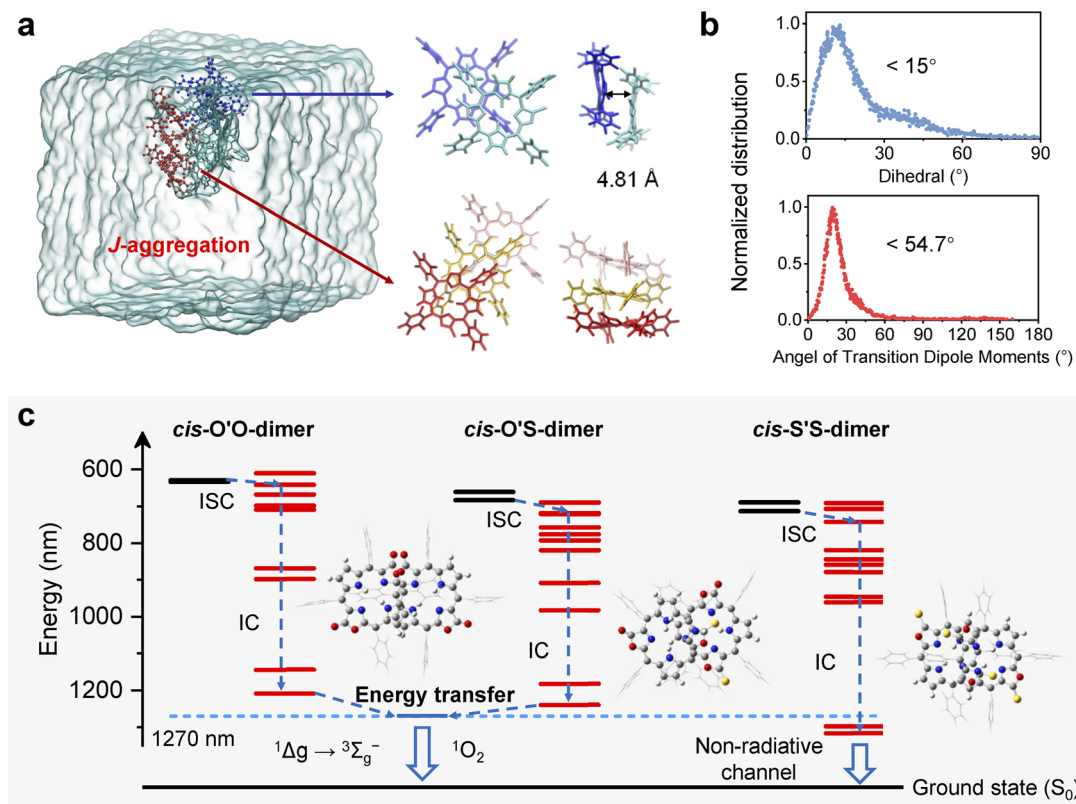 a
J-aggregation
4.81 Å
b
Normalized distribution
1.0
0.5
0.0
< 15°
0 30 60 90
Dihedral (°)
1.0
0.5
0.0
< 54.7°
0 30 60 90 120 150 180
Angel of Transition Dipole Moments (°)
c
cis-O'O-dimer
cis-O'S-dimer
cis-S'S-dimer
Energy (nm)
600
800
1000
1200
ISC
ISC
ISC
IC
IC
IC
Energy transfer
1270 nm
¹Δg → ³Σg⁻
¹O₂
Non-radiative
channel
Ground state (S₀)